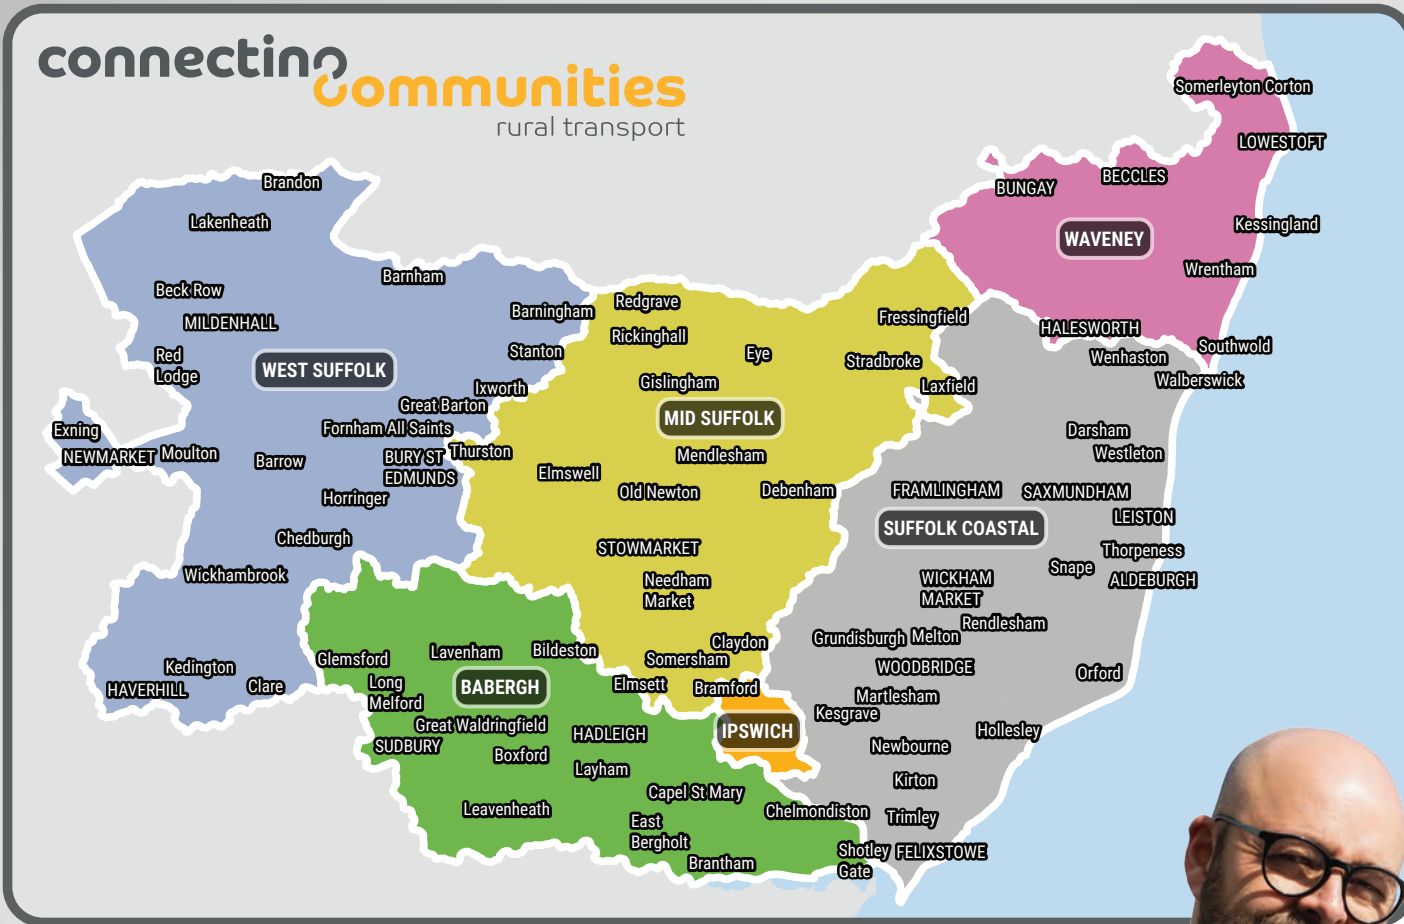 connecting
communities
rural transport
Somerleyton Corton
LOWESTOFT
BECCLES
BUNGAY
WAVENEY
Kessingland
Wrentham
HALESWORTH
Southwold
Wenhaston
Walberswick
Brandon
Lakenheath
Barnham
Beck Row
Barningham
MILDENHALL
Stanton
Red
Lodge
WEST SUFFOLK
Ixworth
Great Barton
Fornham All Saints
Exning
NEWMARKET
Moulton
Barrow
BURY ST
EDMUNDS
Thurston
Horringer
Chedburgh
Wickhambrook
Kedington
HAVERHILL
Clare
Redgrave
Rickinghall
Eye
Fressingfield
Stradbroke
Laxfield
Gislingham
MID SUFFOLK
Mendlesham
Elmswell
Old Newton
Debenham
STOWMARKET
Needham
Market
Claydon
Somersham
Elmsett
Bramford
Darsham
Westleton
FRAMLINGHAM
SAXMUNDHAM
LEISTON
SUFFOLK COASTAL
Thorpeness
Snape
ALDEBURGH
WICKHAM
MARKET
Rendlesham
Grundisburgh
Melton
WOODBRIDGE
Orford
Martlesham
Kesgrave
Hollesley
Newbourne
Kirton
Trimley
FELIXSTOWE
IPSWICH
Glemsford
Lavenham
Bildeston
Long
Melford
BABERGH
Great Waldringfield
HADLEIGH
SUDBURY
Boxford
Layham
Capel St Mary
Leavenheath
Chelmondiston
East
Bergholt
Brantham
Shotley
Gate